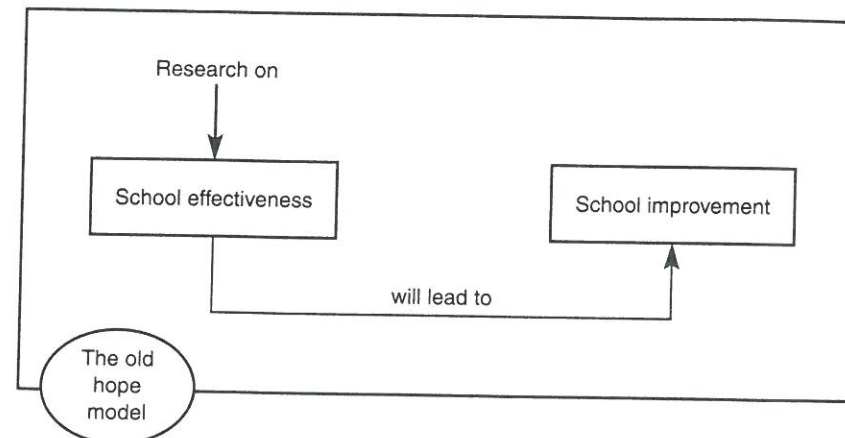 Research on
School effectiveness
School improvement
will lead to
The old
hope
model